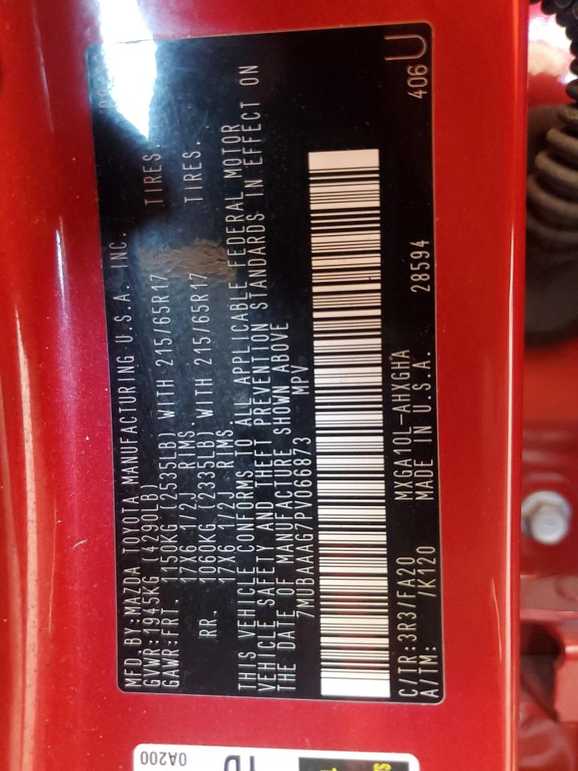 MFD.BY:MAZDA TOYOTA MANUFACTURING U.S.A. INC.
GVWR:1945KG (4290LB)
GAWR:FRT. 1150KG (2535LB) WITH 215/65R17 TIRES.
17X6 1/2J RIMS.
RR. 1060KG (2335LB) WITH 215/65R17 TIRES.
17X6 1/2J RIMS.
THIS VEHICLE CONFORMS TO ALL APPLICABLE FEDERAL MOTOR
VEHICLE SAFETY AND THEFT PREVENTION STANDARDS IN EFFECT ON
THE DATE OF MANUFACTURE SHOWN ABOVE
7MUBAAAG7PV066873 MPV
C/TR:3R3/FA20 MXGA10L-AHXGHA 406 U
A/TM: /K120 MADE IN U.S.A. 28594
0A200